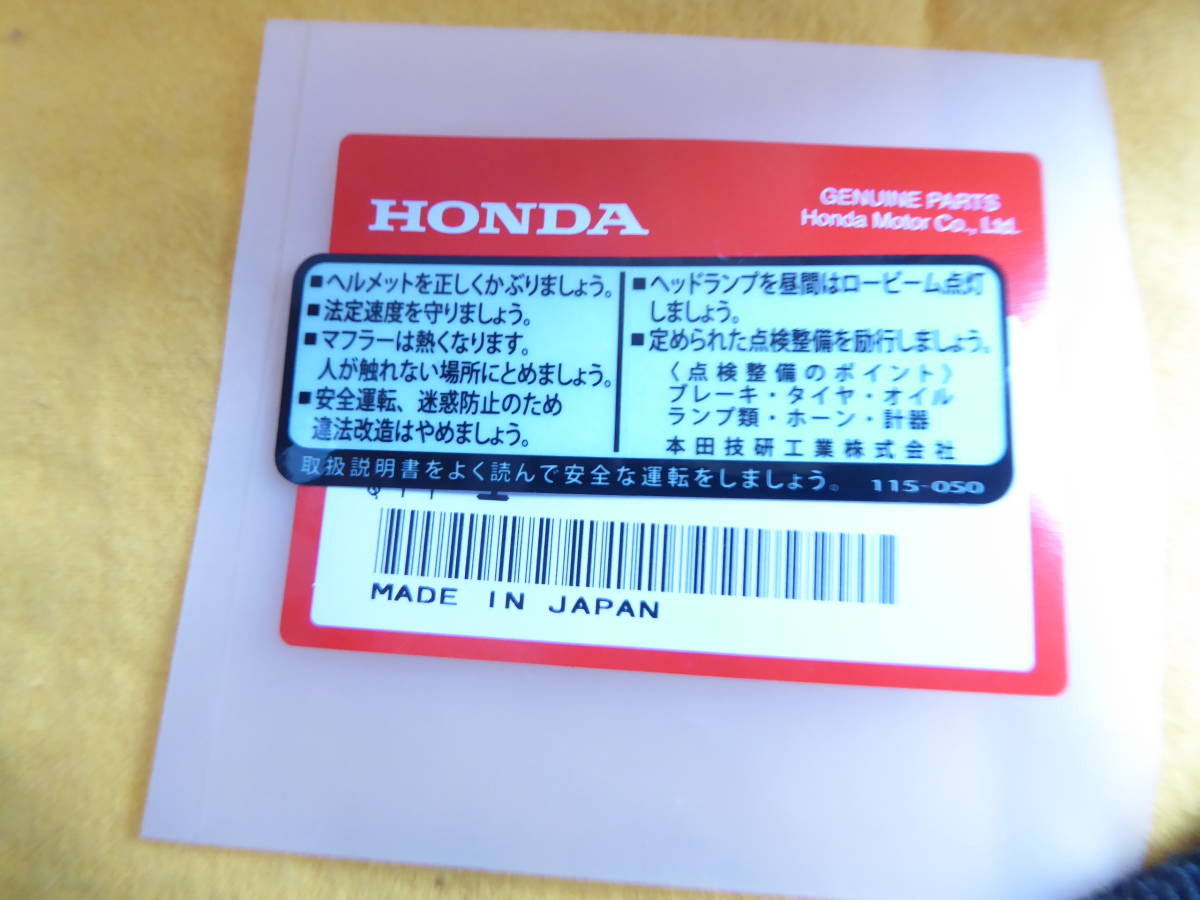 HONDA
GENUINE PARTS
Honda Motor Co., Ltd.
■ヘルメットを正しくかぶりましょう。
■法定速度を守りましょう。
■マフラーは熱くなります。
人が触れない場所にとめましょう。
■安全運転、迷惑防止のため
違法改造はやめましょう。
■ヘッドランプを昼間はロービーム点灯
しましょう。
■定められた点検整備を励行しましょう。
〈点検整備のポイント〉
ブレーキ・タイヤ・オイル
ランプ類・ホーン・計器
本田技研工業株式会社
取扱説明書をよく読んで安全な運転をしましょう。 115-050
MADE IN JAPAN